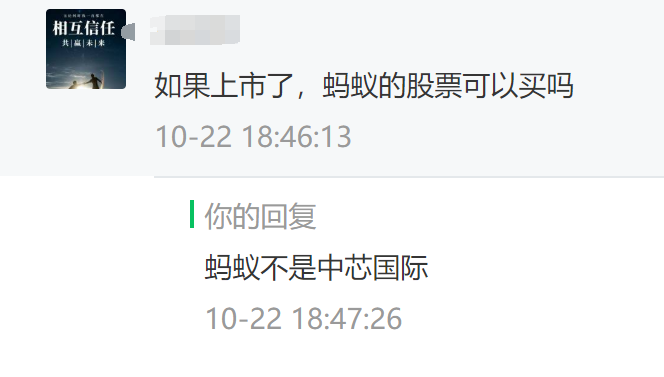 相互信任
共|赢|未|来
如果上市了，蚂蚁的股票可以买吗
10-22 18:46:13
你的回复
蚂蚁不是中芯国际
10-22 18:47:26